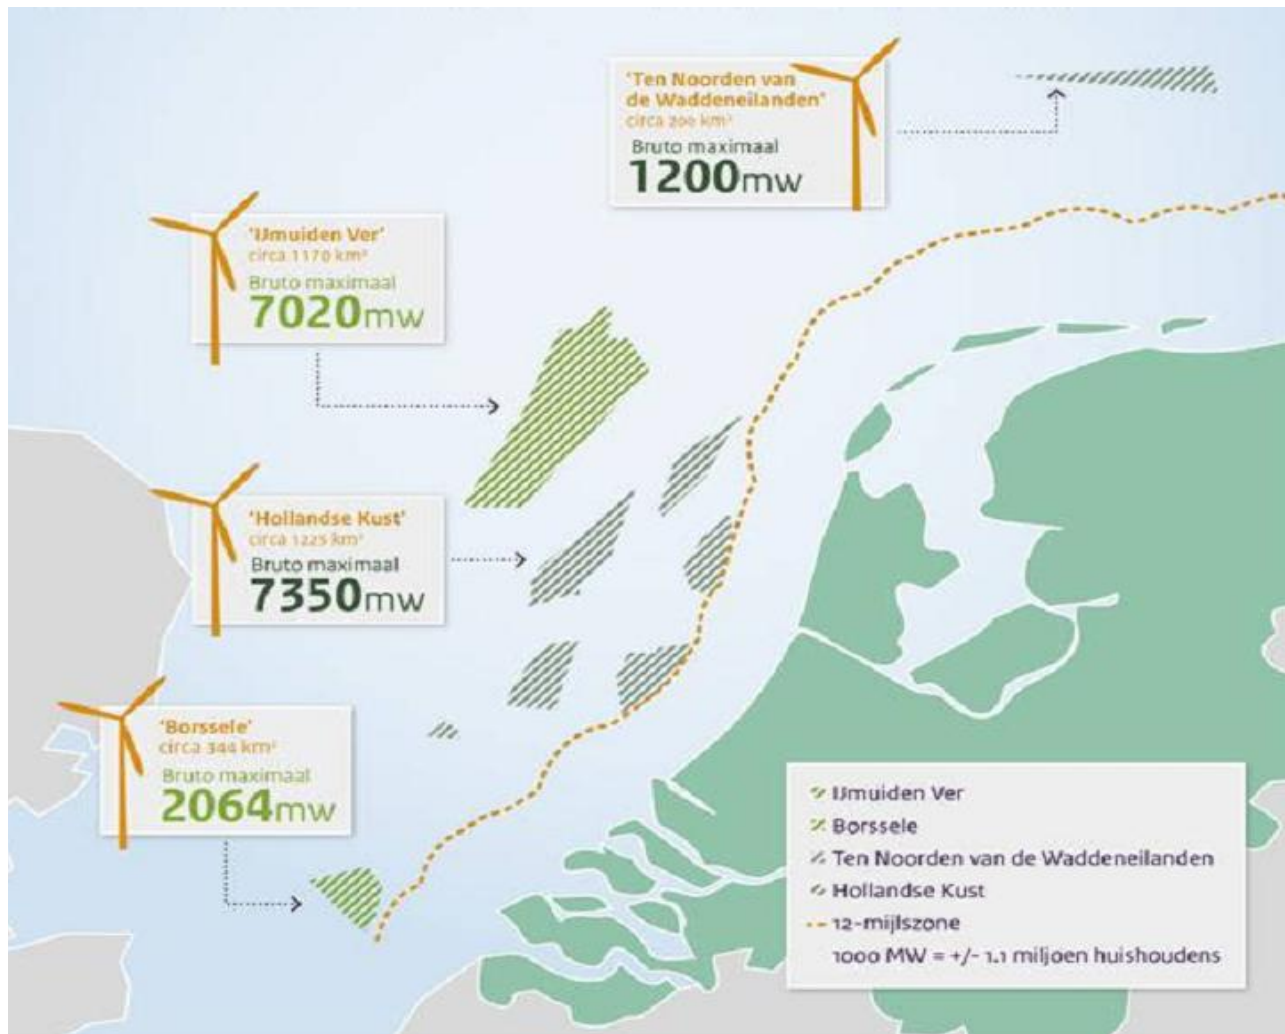 'Ten Noorden van
de Waddeneilanden'
circa 200 km²
Bruto maximaal
1200mw
'IJmuiden Ver'
circa 1170 km²
Bruto maximaal
7020mw
'Hollandse Kust'
circa 1225 km²
Bruto maximaal
7350mw
'Borssele'
circa 344 km²
Bruto maximaal
2064mw
IJmuiden Ver
Borssele
Ten Noorden van de Waddeneilanden
Hollandse Kust
12-mijlszone
1000 MW = +/- 1.1 miljoen huishoudens